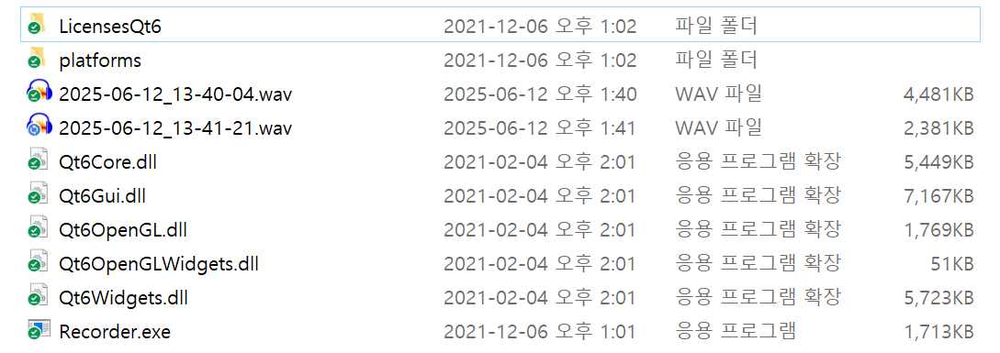 LicensesQt6 2021-12-06 오후 1:02 파일 폴더
platforms 2021-12-06 오후 1:02 파일 폴더
2025-06-12_13-40-04.wav 2025-06-12 오후 1:40 WAV 파일 4,481KB
2025-06-12_13-41-21.wav 2025-06-12 오후 1:41 WAV 파일 2,381KB
Qt6Core.dll 2021-02-04 오후 2:01 응용 프로그램 확장 5,449KB
Qt6Gui.dll 2021-02-04 오후 2:01 응용 프로그램 확장 7,167KB
Qt6OpenGL.dll 2021-02-04 오후 2:01 응용 프로그램 확장 1,769KB
Qt6OpenGLWidgets.dll 2021-02-04 오후 2:01 응용 프로그램 확장 51KB
Qt6Widgets.dll 2021-02-04 오후 2:01 응용 프로그램 확장 5,723KB
Recorder.exe 2021-12-06 오후 1:01 응용 프로그램 1,713KB